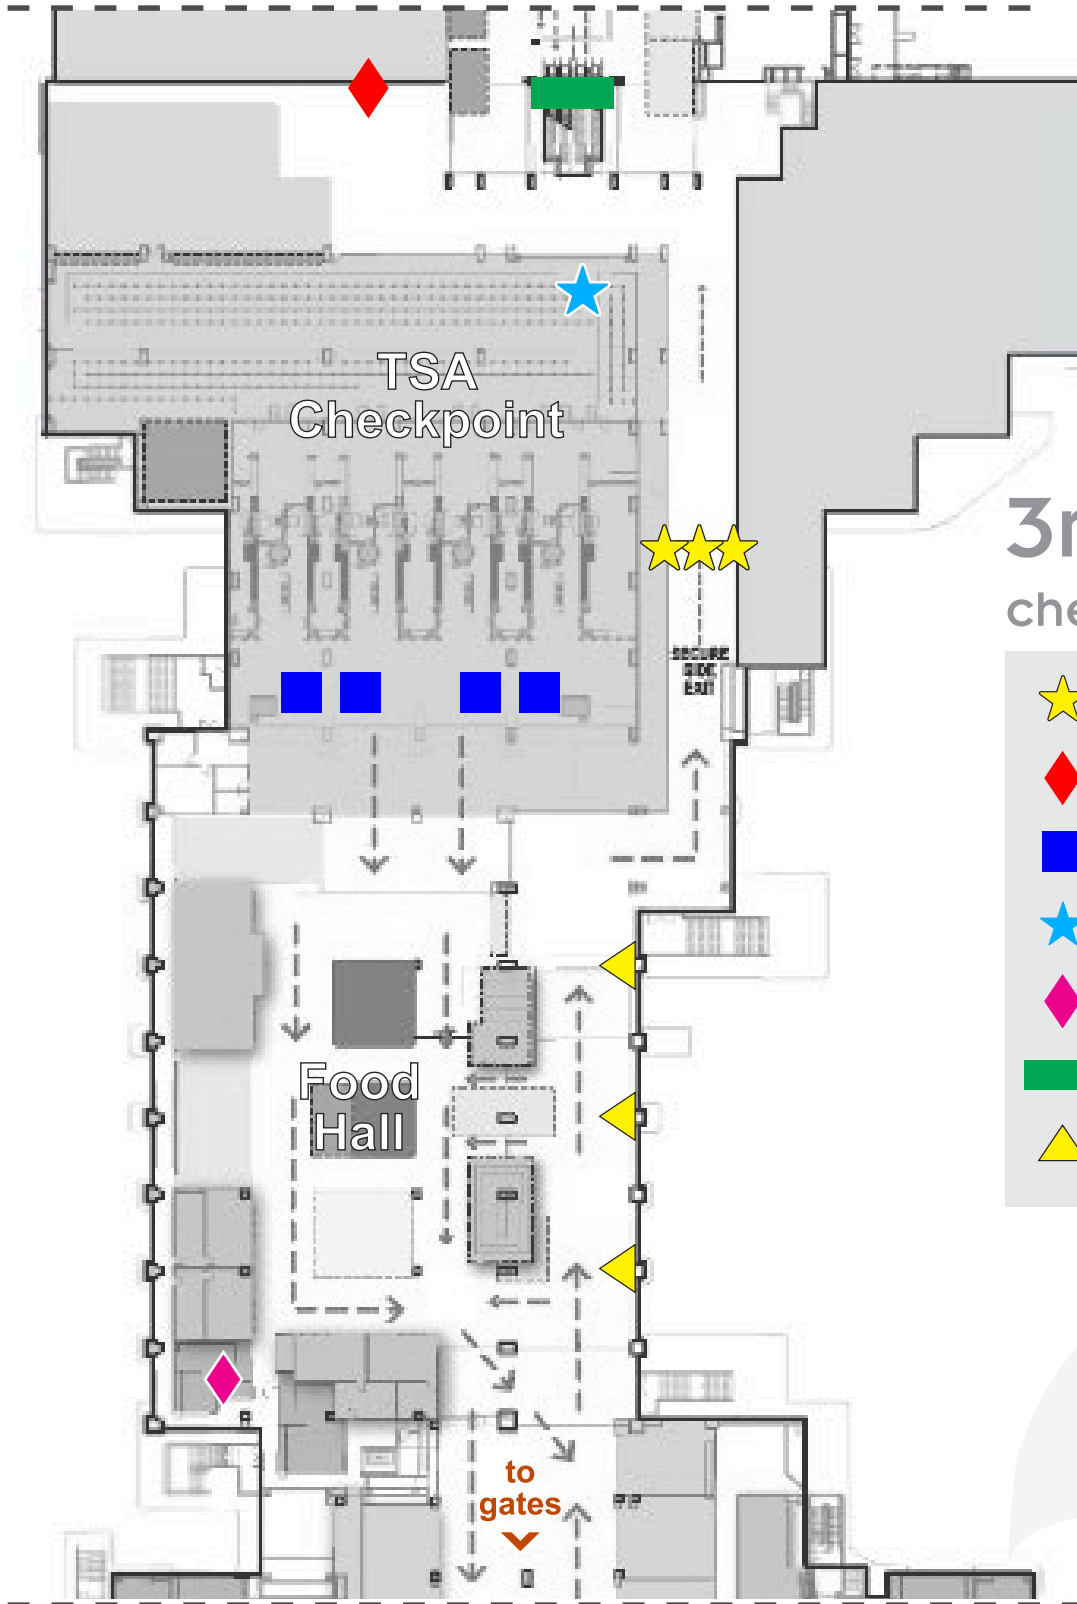 TSA
Checkpoint
3r
che
SECURE
SIDE
EXIT
Food
Hall
to
gates